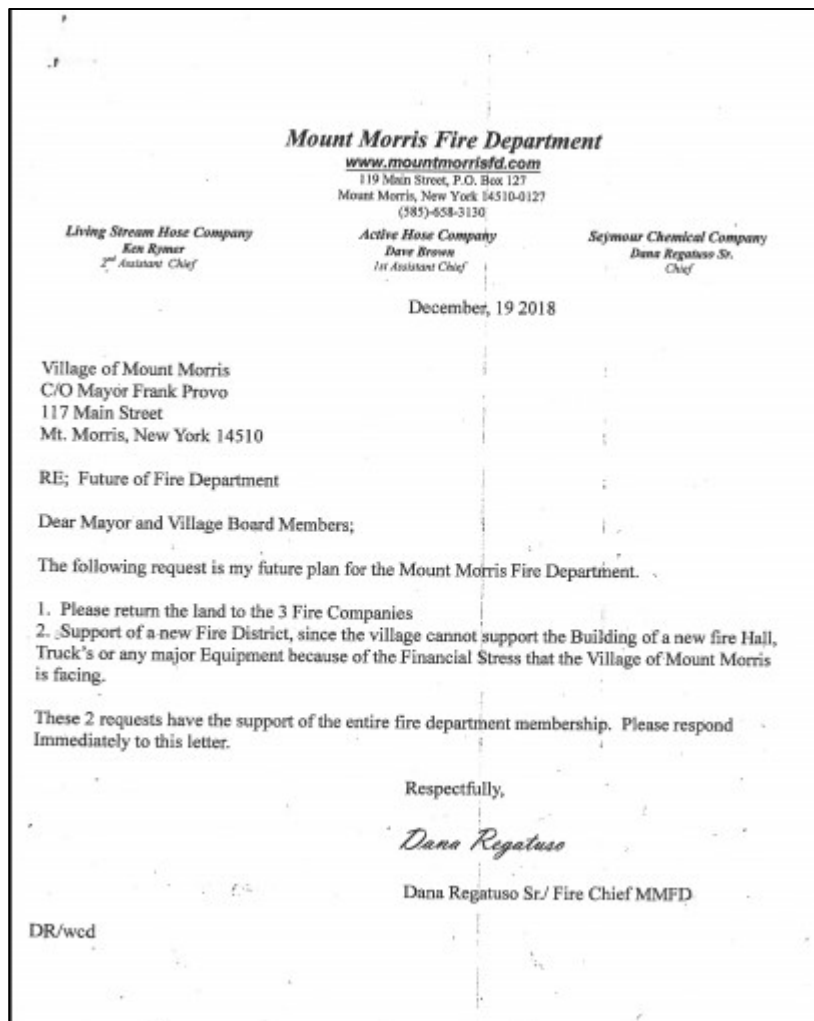 Mount Morris Fire Department
www.mountmorrisfd.com
119 Main Street, P.O. Box 127
Mount Morris, New York 14510-0127
(585)-658-3130
Living Stream Hose Company
Ken Rymer
2nd Assistant Chief
Active Hose Company
Dave Brown
1st Assistant Chief
Seymour Chemical Company
Dana Regatuso Sr.
Chief
December, 19 2018
Village of Mount Morris
C/O Mayor Frank Provo
117 Main Street
Mt. Morris, New York 14510
RE; Future of Fire Department
Dear Mayor and Village Board Members;
The following request is my future plan for the Mount Morris Fire Department.
1. Please return the land to the 3 Fire Companies
2. Support of a new Fire District, since the village cannot support the Building of a new fire Hall,
Truck's or any major Equipment because of the Financial Stress that the Village of Mount Morris
is facing.
These 2 requests have the support of the entire fire department membership. Please respond
Immediately to this letter.
Respectfully,
Dana Regatuso
Dana Regatuso Sr./ Fire Chief MMFD
DR/wcd